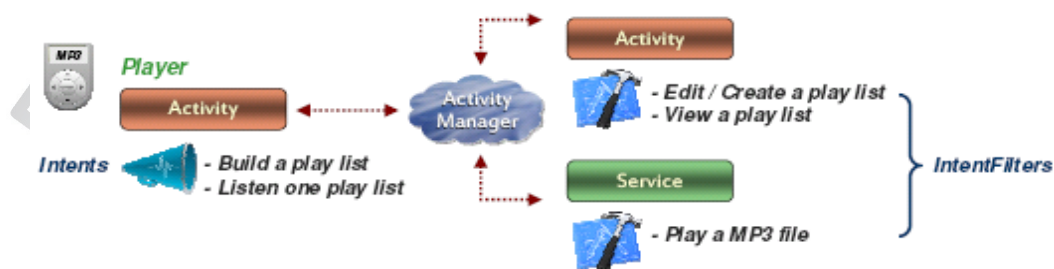 MP3
Player
Activity
Intents
- Build a play list
- Listen one play list
Activity
Manager
Activity
- Edit / Create a play list
- View a play list
Service
- Play a MP3 file
IntentFilters